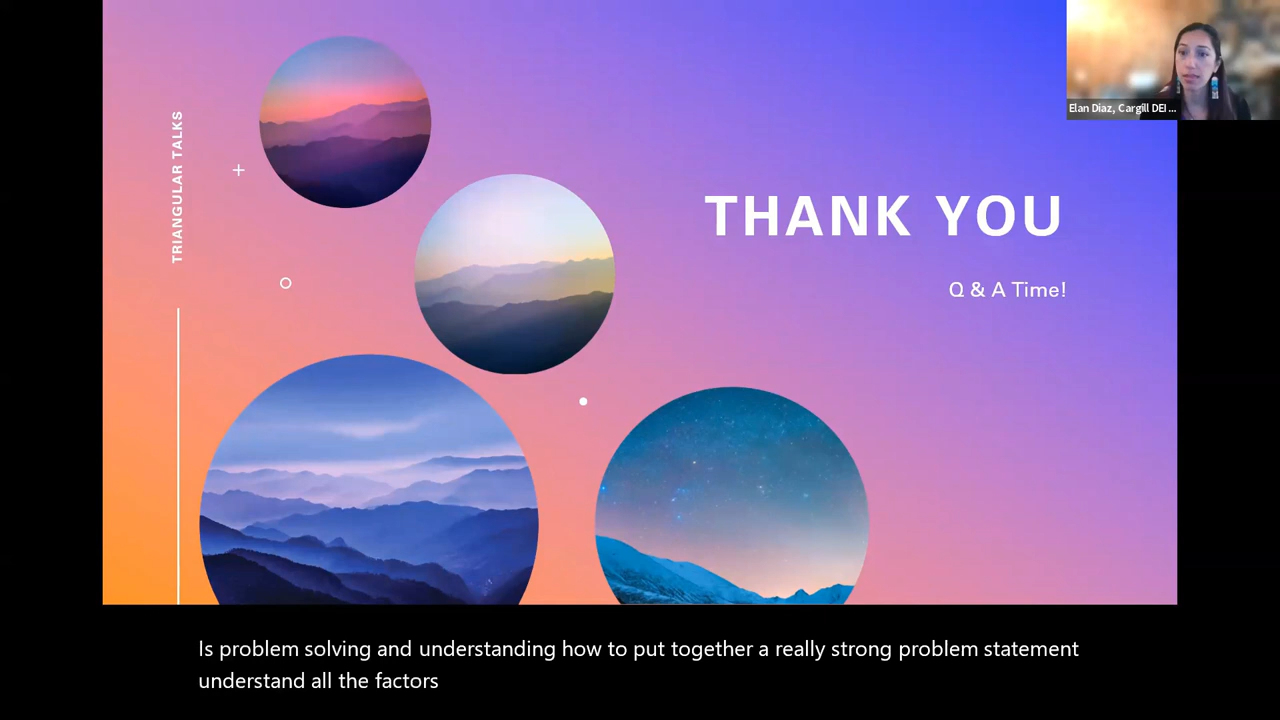 TRIANGULAR TALKS
THANK YOU
Q & A Time!
Elan Diaz, Cargill DEI ...
Is problem solving and understanding how to put together a really strong problem statement
understand all the factors